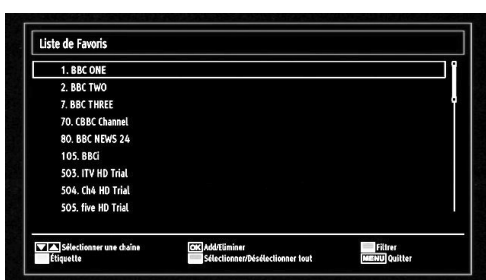 Liste de Favoris
1. BBC ONE
2. BBC TWO
7. BBC THREE
70. CBBC Channel
80. BBC NEWS 24
105. BBCi
503. ITV HD Trial
504. Ch4 HD Trial
505. five HD Trial
Sélectionner une chaîne OK Add/Eliminer Filtrer
Étiquette Sélectionner/Désélectionner tout MENU Quitter